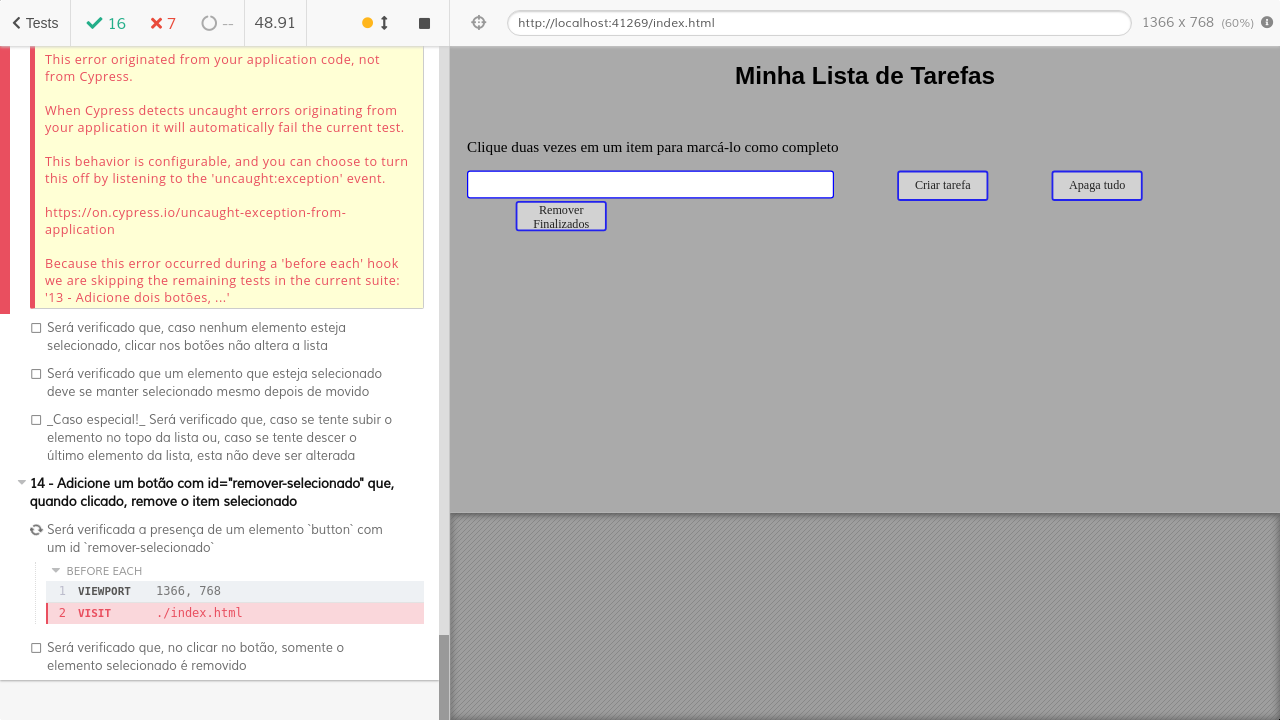 Tests
16
7
--
48.91
http://localhost:41269/index.html
1366 x 768 (60%)
This error originated from your application code, not
from Cypress.
When Cypress detects uncaught errors originating from
your application it will automatically fail the current test.
This behavior is configurable, and you can choose to turn
this off by listening to the 'uncaught:exception' event.
https://on.cypress.io/uncaught-exception-from-
application
Because this error occurred during a 'before each' hook
we are skipping the remaining tests in the current suite:
'13 - Adicione dois botões, ...'
Será verificado que, caso nenhum elemento esteja
selecionado, clicar nos botões não altera a lista
Será verificado que um elemento que esteja selecionado
deve se manter selecionado mesmo depois de movido
_Caso especial!_ Será verificado que, caso se tente subir o
elemento no topo da lista ou, caso se tente descer o
último elemento da lista, esta não deve ser alterada
14 - Adicione um botão com id="remover-selecionado" que,
quando clicado, remove o item selecionado
Será verificada a presença de um elemento `button` com
um id `remover-selecionado`
BEFORE EACH
1 VIEWPORT 1366, 768
2 VISIT ./index.html
Será verificado que, no clicar no botão, somente o
elemento selecionado é removido
Minha Lista de Tarefas
Clique duas vezes em um item para marcá-lo como completo
Criar tarefa
Apaga tudo
Remover
Finalizados